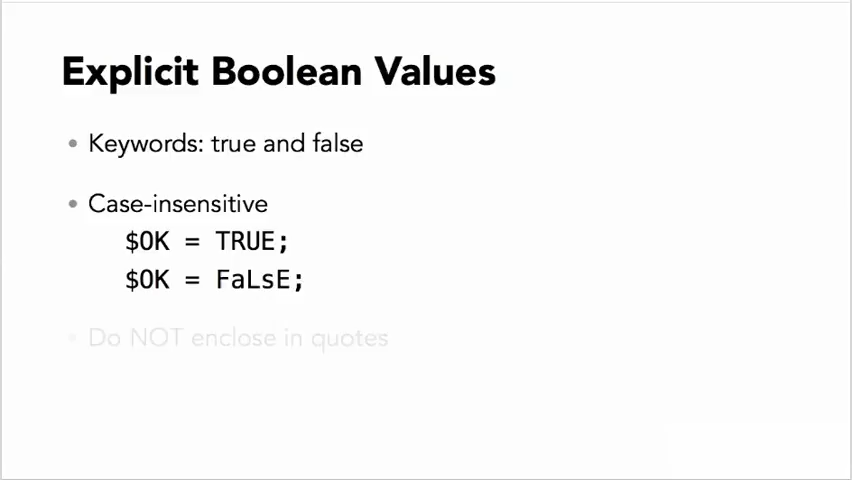 Explicit Boolean Values
• Keywords: true and false
• Case-insensitive
$OK = TRUE;
$OK = FaLsE;
• Do NOT enclose in quotes